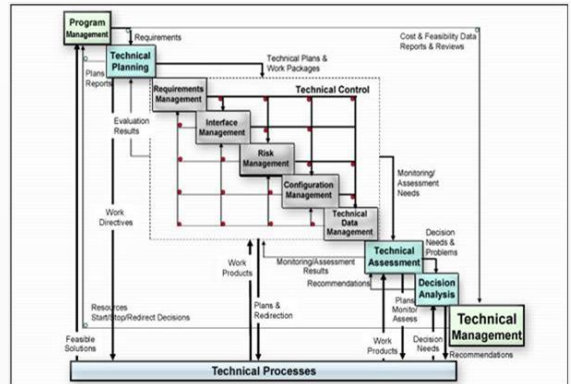 Program
Management
Requirements
Cost & Feasibility Data
Reports & Reviews
Technical
Planning
Technical Plans &
Work Packages
Plans
Reports
Requirements
Management
Technical Control
Evaluation
Results
Interface
Management
Risk
Management
Monitoring/
Assessment
Needs
Configuration
Management
Work
Directives
Technical
Data
Management
Decision
Needs &
Problems
Technical
Assessment
Work
Products
Monitoring/Assessment
Results
Recommendations
Decision
Analysis
Plans
Monitor
Assess
Resources
Start/Stop/Redirect Decisions
Plans &
Redirection
Technical
Management
Feasible
Solutions
Work
Products
Decision
Needs
Recommendations
Technical Processes